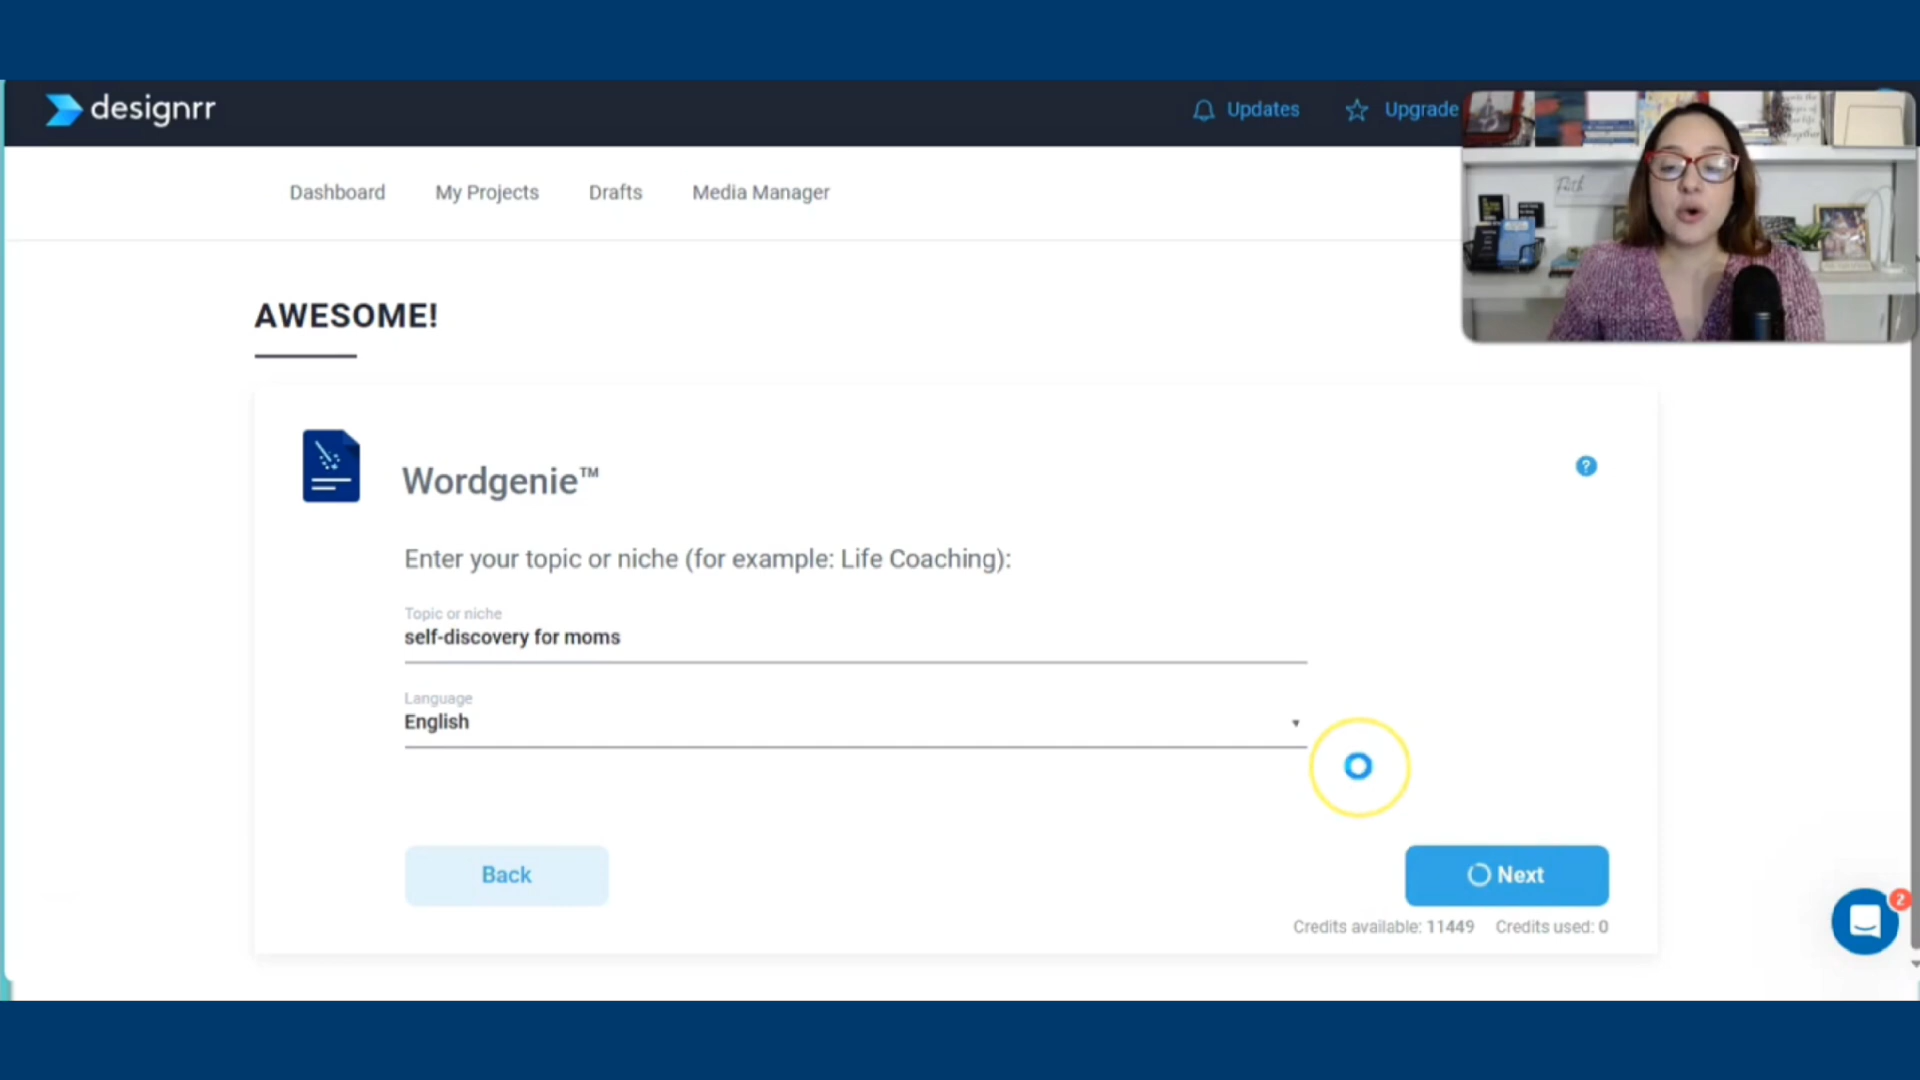 designrr
Updates
Upgrade
Dashboard
My Projects
Drafts
Media Manager
AWESOME!
Wordgenie™
?
Enter your topic or niche (for example: Life Coaching):
Topic or niche
self-discovery for moms
Language
English
Back
Next
Credits available: 11449
Credits used: 0
2